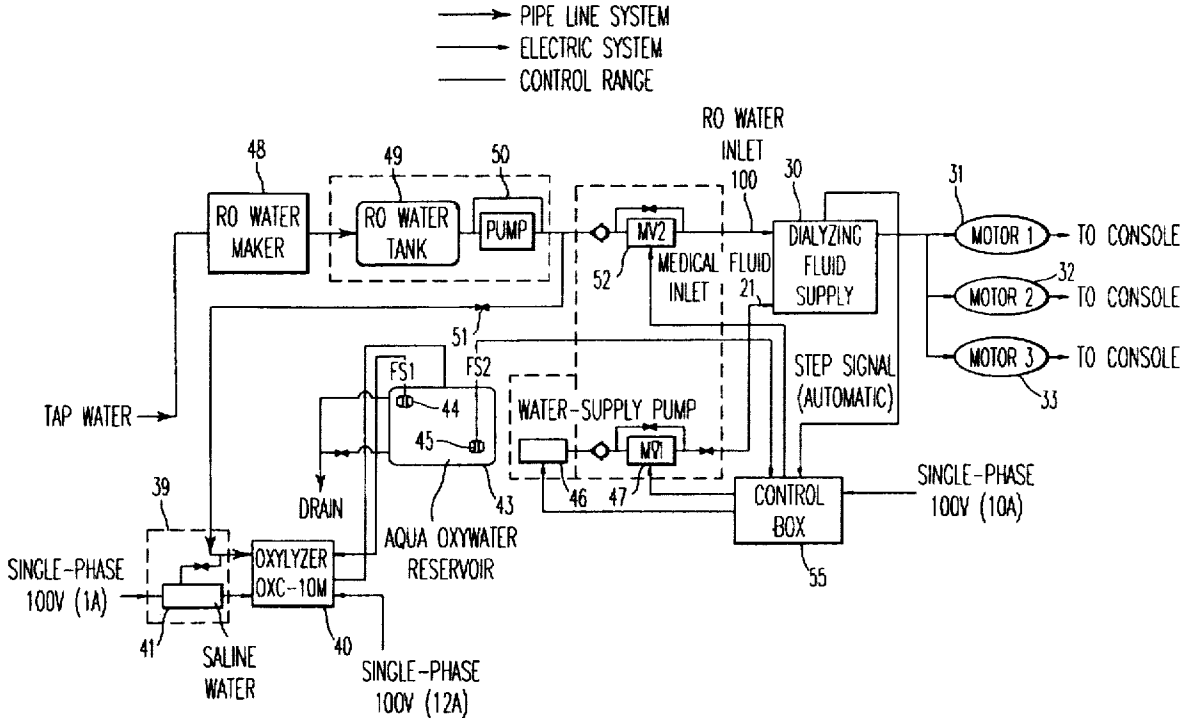 PIPE LINE SYSTEM
ELECTRIC SYSTEM
CONTROL RANGE
RO WATER
INLET
100
48
49
50
30
31
RO WATER
MAKER
RO WATER
TANK
PUMP
MV2
52
MEDICAL
INLET
FLUID
21
DIALYZING
FLUID
SUPPLY
MOTOR 1
TO CONSOLE
32
MOTOR 2
TO CONSOLE
MOTOR 3
TO CONSOLE
33
51
FS1
FS2
44
45
TAP WATER
STEP SIGNAL
(AUTOMATIC)
WATER-SUPPLY PUMP
MV1
46
47
43
DRAIN
AQUA OXYWATER
RESERVOIR
CONTROL
BOX
55
SINGLE-PHASE
100V (10A)
39
SINGLE-PHASE
100V (1A)
OXYLYZER
OXC-10M
41
40
SALINE
WATER
SINGLE-PHASE
100V (12A)